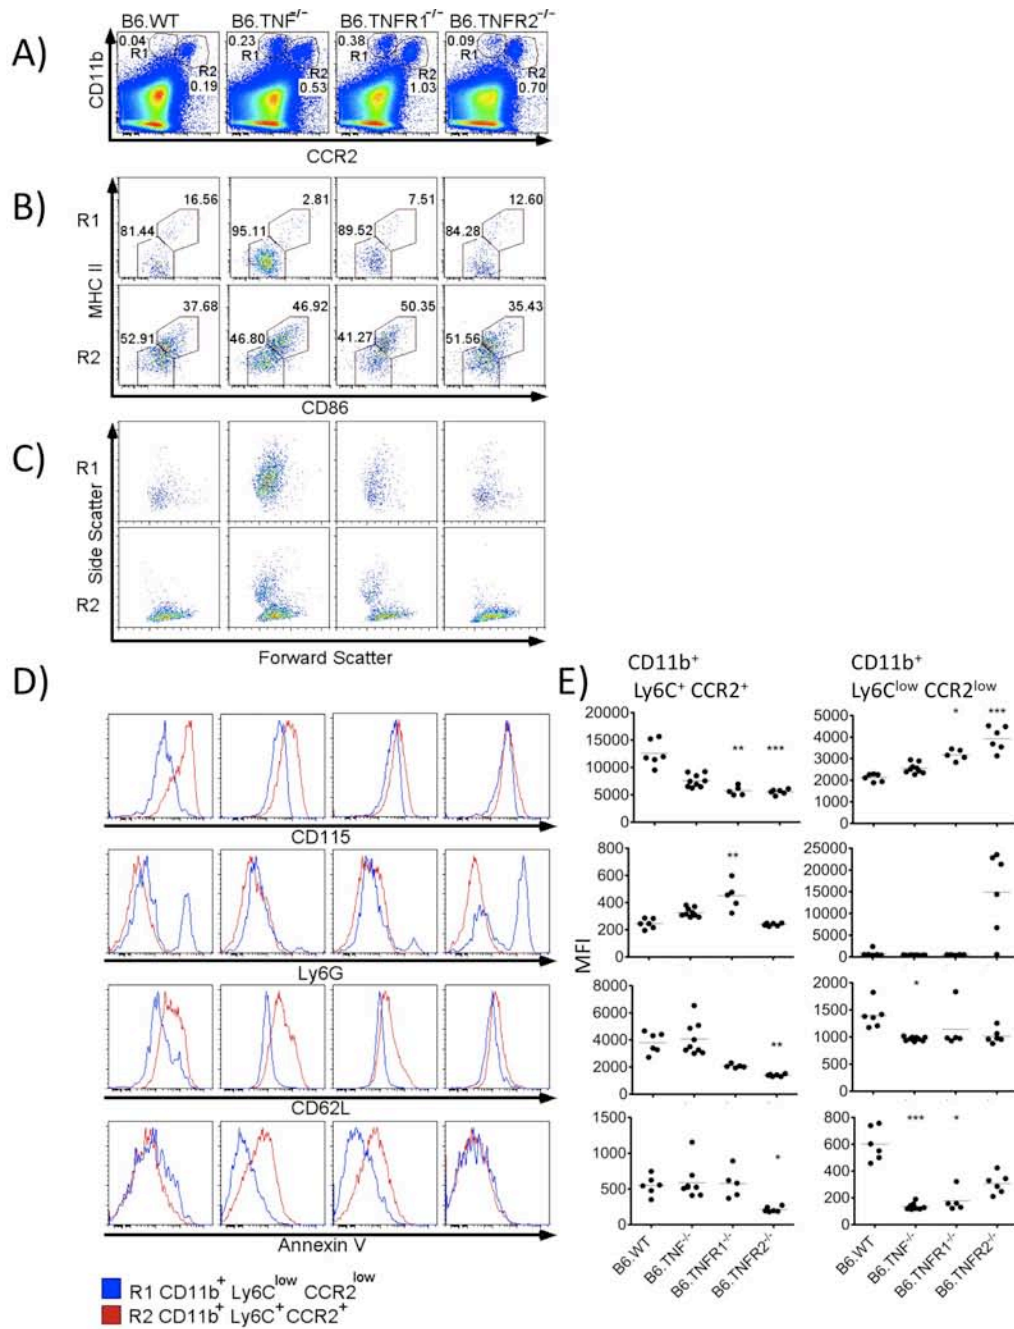 B6.WT B6.TNF-/- B6.TNFR1-/- B6.TNFR2-/-
A)
CD11b
0.04 R1 R2 0.19
0.23 R1 R2 0.53
0.38 R1 R2 1.03
0.09 R1 R2 0.70
CCR2
B)
MHC II
R1
16.56 2.81 7.51 12.60
81.44 95.11 89.52 84.28
R2
37.68 46.92 50.35 35.43
52.91 46.80 41.27 51.56
CD86
C)
Side Scatter
R1
R2
Forward Scatter
D)
CD115
Ly6G
CD62L
Annexin V
R1 CD11b+ Ly6Clow CCR2low
R2 CD11b+ Ly6C+CCR2+
E)
CD11b+
Ly6C+ CCR2+
CD11b+
Ly6Clow CCR2low
MFI
20000
15000
10000
5000
0
** ***
5000
4000
3000
2000
1000
0
* ***
800
600
400
200
0
**
25000
20000
15000
10000
5000
0
8000
6000
4000
2000
0
**
2000
1500
1000
500
0
*
1500
1000
500
0
*
800
600
400
200
0
*** *
B6.WT
B6.TNF-/-
B6.TNFR1-/-
B6.TNFR2-/-
B6.WT
B6.TNF-/-
B6.TNFR1-/-
B6.TNFR2-/-